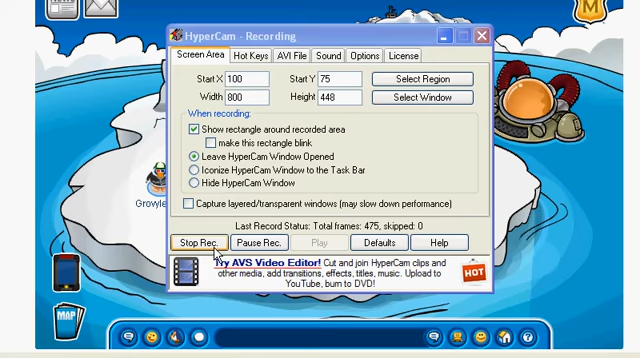 NEWS
M
HyperCam - Recording
Screen Area Hot Keys AVI File Sound Options License
Start X 100 Start Y 75 Select Region
Width 800 Height 448 Select Window
When recording:
Show rectangle around recorded area
make this rectangle blink
Leave HyperCam Window Opened
Iconize HyperCam Window to the Task Bar
Hide HyperCam Window
Capture layered/transparent windows (may slow down performance)
Last Record Status: Total frames: 475, skipped: 0
Stop Rec. Pause Rec. Play Defaults Help
Try AVS Video Editor! Cut and join HyperCam clips and
other media, add transitions, effects, titles, music. Upload to
YouTube, burn to DVD!
HOT
MAP